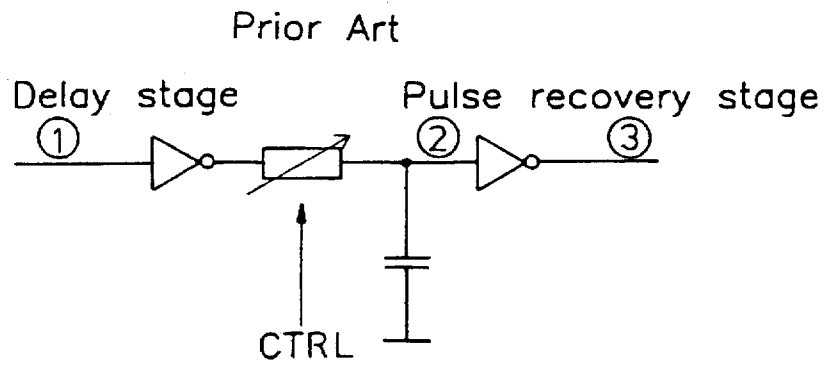 Prior Art
Delay stage
Pulse recovery stage
1
2
3
CTRL